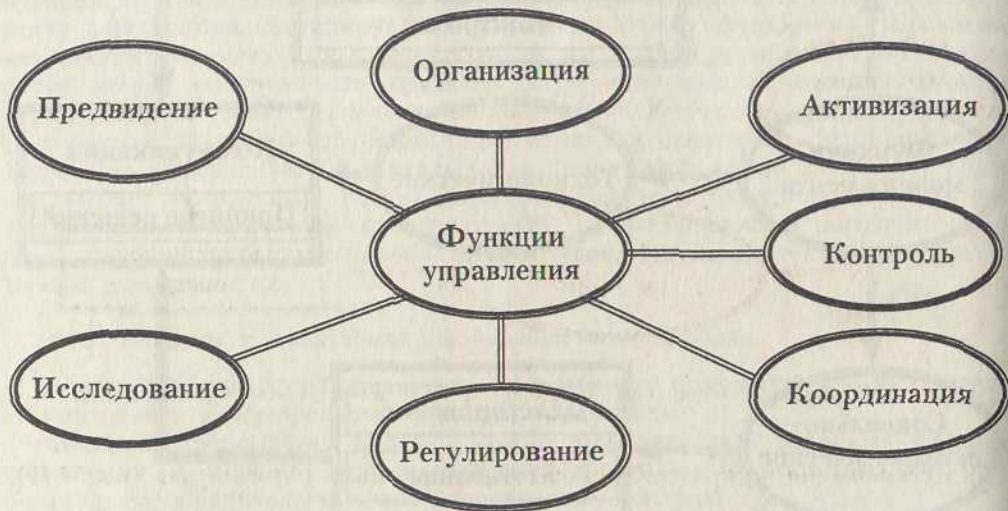 Организация
Предвидение
Активизация
Функции
управления
Контроль
Исследование
Координация
Регулирование